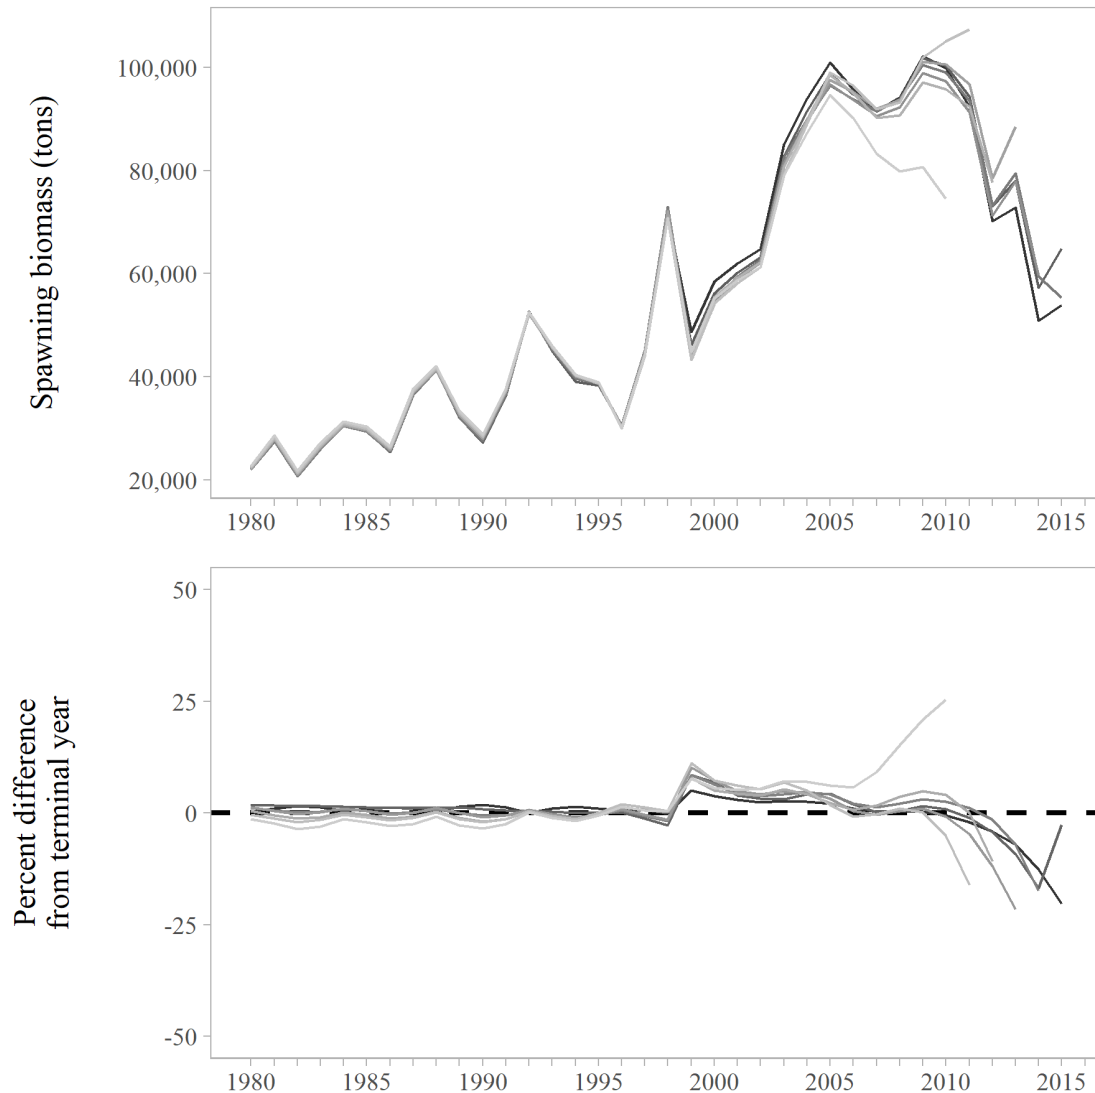 Spawning biomass (tons)
100,000
80,000
60,000
40,000
20,000
1980 1985 1990 1995 2000 2005 2010 2015
Percent difference
from terminal year
50
25
0
-25
-50
1980 1985 1990 1995 2000 2005 2010 2015